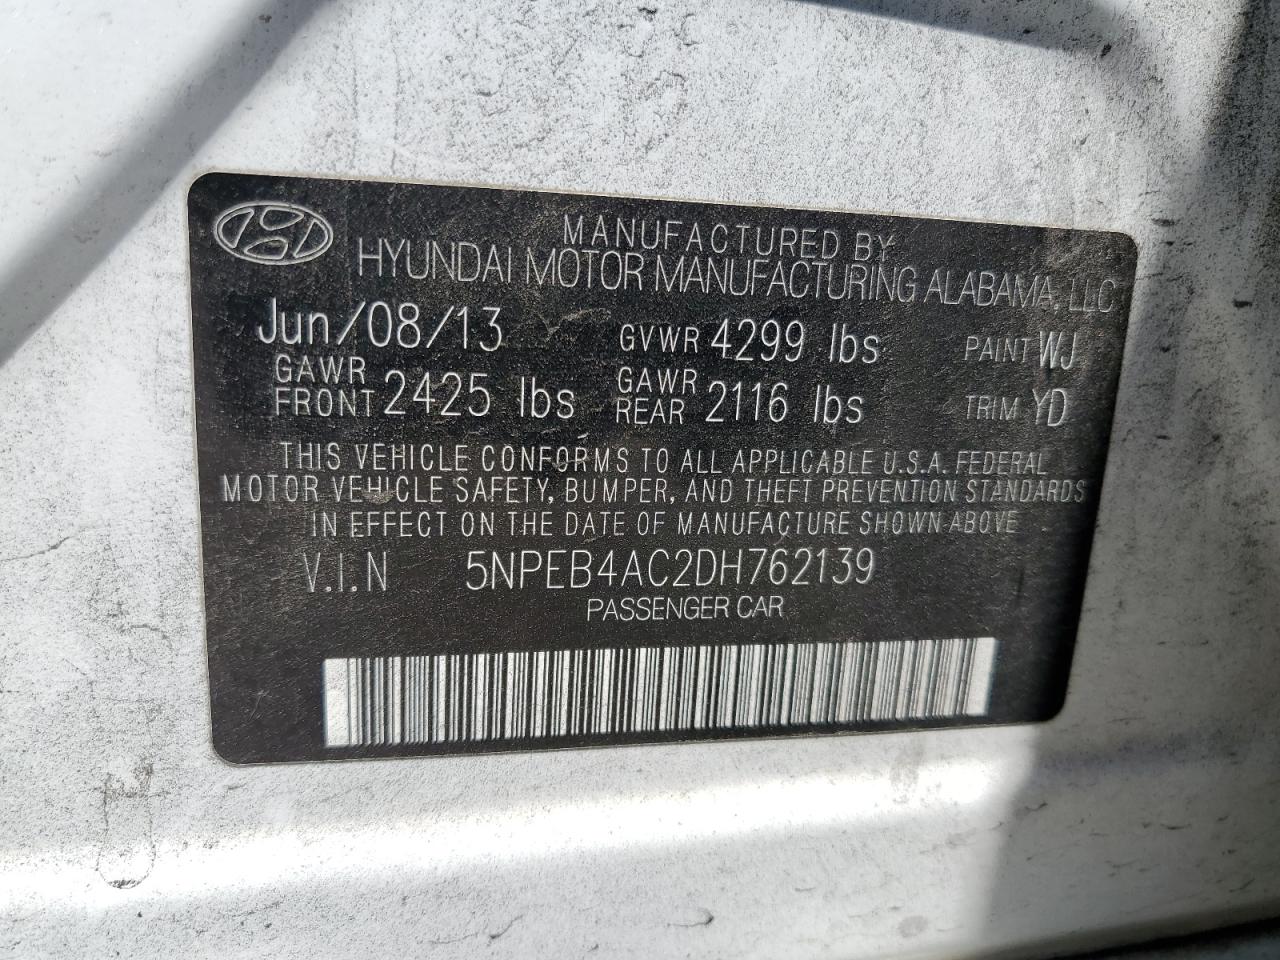 MANUFACTURED BY
HYUNDAI MOTOR MANUFACTURING ALABAMA, LLC
Jun/08/13 GVWR 4299 lbs PAINT WJ
GAWR FRONT 2425 lbs GAWR REAR 2116 lbs TRIM YD
THIS VEHICLE CONFORMS TO ALL APPLICABLE U.S.A. FEDERAL
MOTOR VEHICLE SAFETY, BUMPER, AND THEFT PREVENTION STANDARDS
IN EFFECT ON THE DATE OF MANUFACTURE SHOWN ABOVE
V.I.N 5NPEB4AC2DH762139
PASSENGER CAR